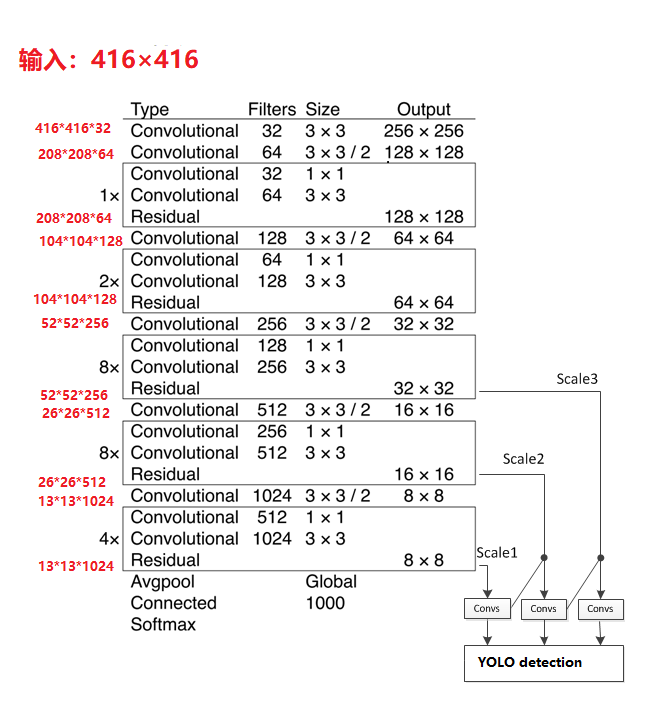 输入：416×416
Type Filters Size Output
416*416*32 Convolutional 32 3 × 3 256 × 256
208*208*64 Convolutional 64 3 × 3 / 2 128 × 128
Convolutional 32 1 × 1
1× Convolutional 64 3 × 3
208*208*64 Residual 128 × 128
104*104*128 Convolutional 128 3 × 3 / 2 64 × 64
Convolutional 64 1 × 1
2× Convolutional 128 3 × 3
104*104*128 Residual 64 × 64
52*52*256 Convolutional 256 3 × 3 / 2 32 × 32
Convolutional 128 1 × 1
8× Convolutional 256 3 × 3
52*52*256 Residual 32 × 32
Scale3
26*26*512 Convolutional 512 3 × 3 / 2 16 × 16
Convolutional 256 1 × 1
8× Convolutional 512 3 × 3
Scale2
26*26*512 Residual 16 × 16
13*13*1024 Convolutional 1024 3 × 3 / 2 8 × 8
Convolutional 512 1 × 1
4× Convolutional 1024 3 × 3
Scale1
13*13*1024 Residual 8 × 8
Avgpool Global
Connected 1000
Softmax
Convs Convs Convs
YOLO detection